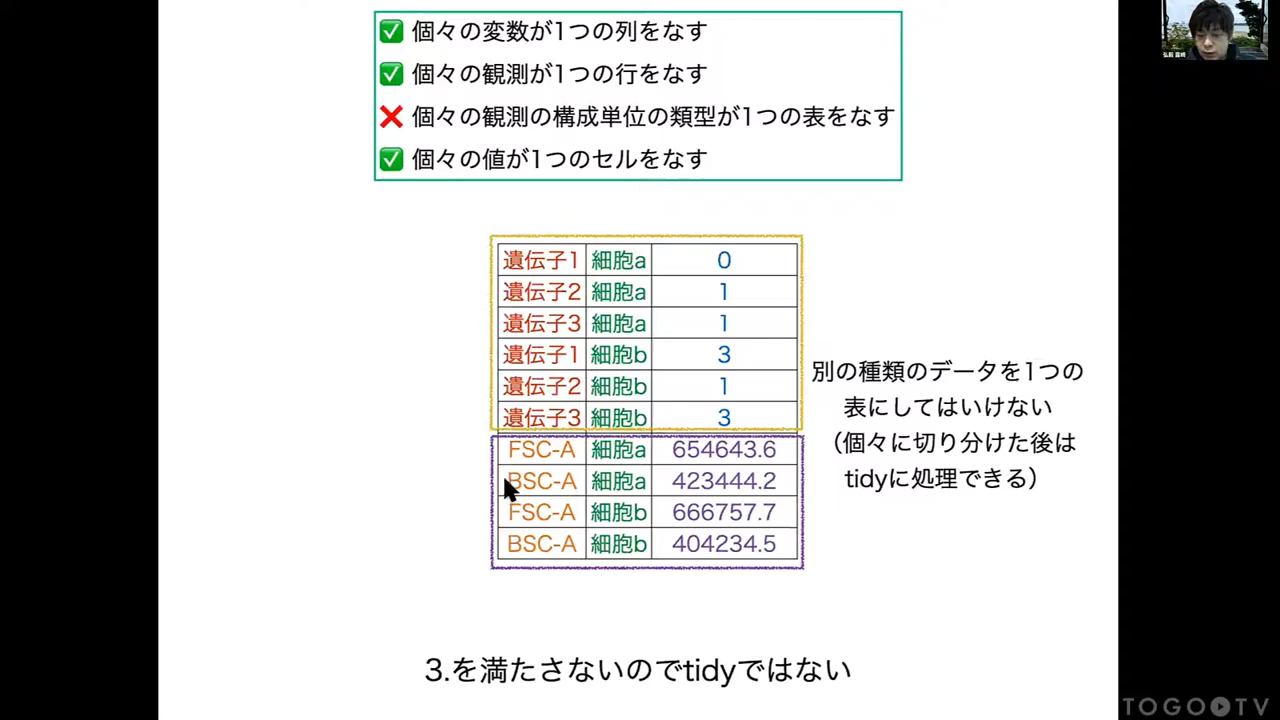 ✅ 個々の変数が1つの列をなす
✅ 個々の観測が1つの行をなす
❌ 個々の観測の構成単位の類型が1つの表をなす
✅ 個々の値が1つのセルをなす
遺伝子1 細胞a 0
遺伝子2 細胞a 1
遺伝子3 細胞a 1
遺伝子1 細胞b 3
遺伝子2 細胞b 1
遺伝子3 細胞b 3
FSC-A 細胞a 654643.6
BSC-A 細胞a 423444.2
FSC-A 細胞b 666757.7
BSC-A 細胞b 404234.5
別の種類のデータを1つの
表にしてはいけない
（個々に切り分けた後は
tidyに処理できる）
3.を満たさないのでtidyではない
TOGOTV